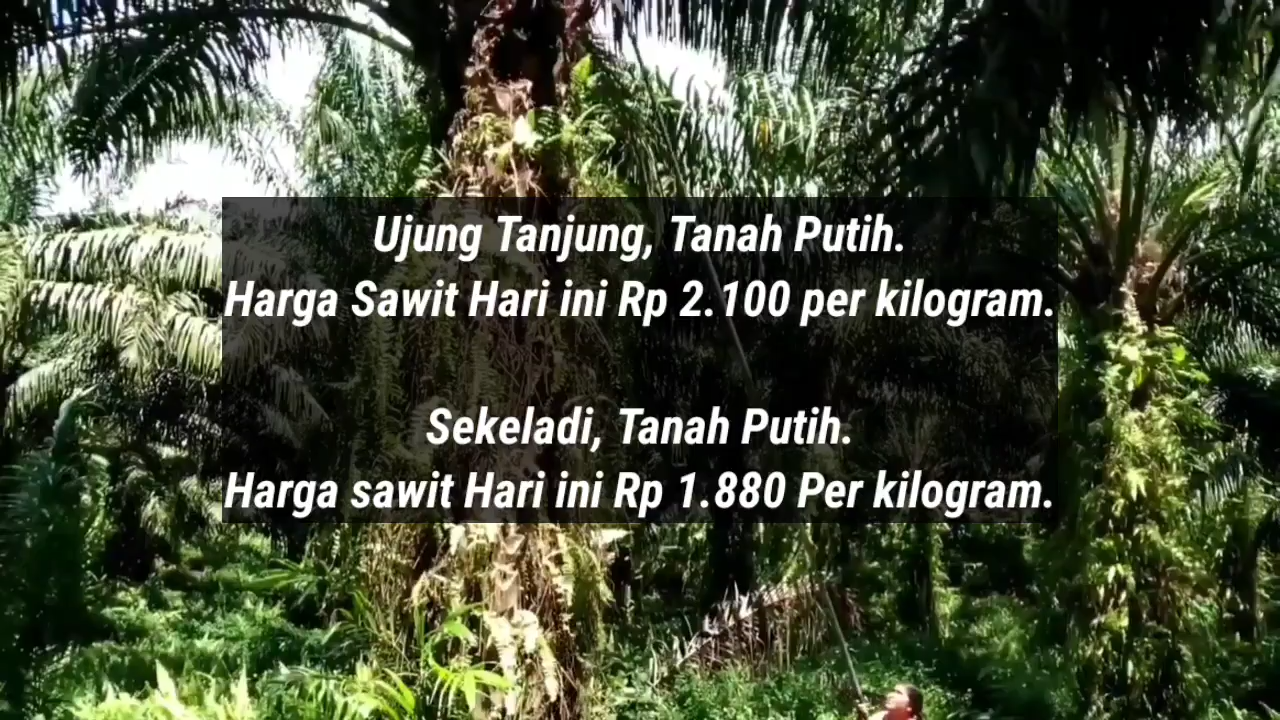 Ujung Tanjung, Tanah Putih.
Harga Sawit Hari ini Rp 2.100 per kilogram.
Sekeladi, Tanah Putih.
Harga sawit Hari ini Rp 1.880 Per kilogram.